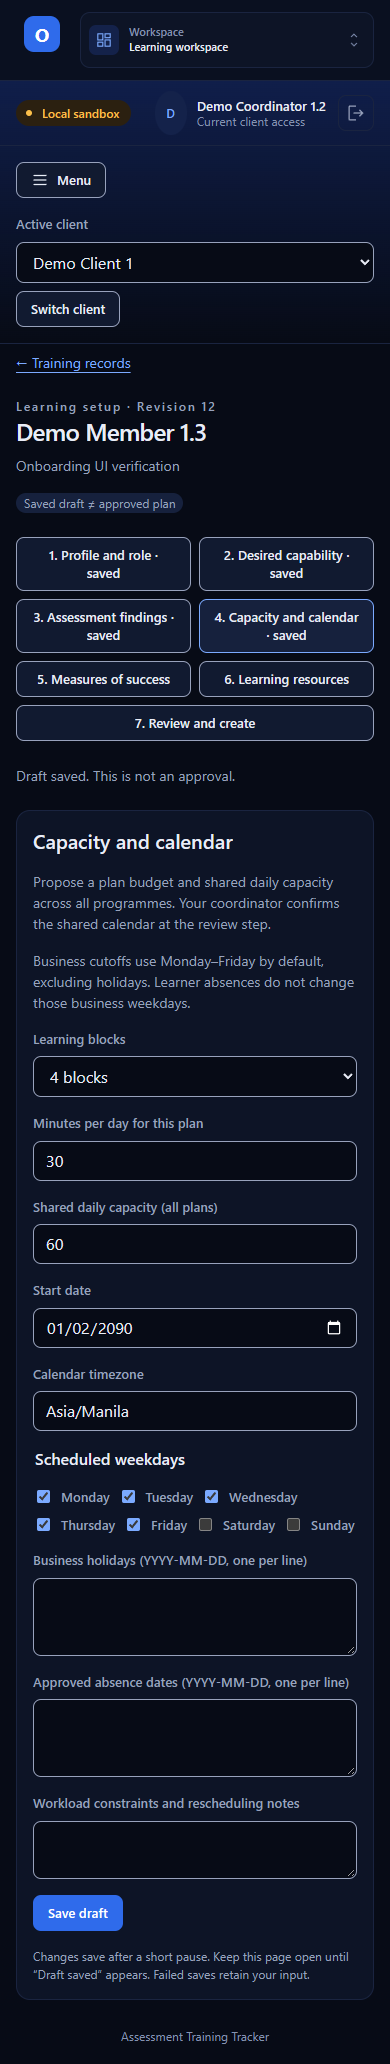 O
Workspace
Learning workspace
Local sandbox
D
Demo Coordinator 1.2
Current client access
Menu
Active client
Demo Client 1
Switch client
← Training records
Learning setup · Revision 12
Demo Member 1.3
Onboarding UI verification
Saved draft ≠ approved plan
1. Profile and role ·
saved
2. Desired capability ·
saved
3. Assessment findings ·
saved
4. Capacity and calendar
· saved
5. Measures of success
6. Learning resources
7. Review and create
Draft saved. This is not an approval.
Capacity and calendar
Propose a plan budget and shared daily capacity
across all programmes. Your coordinator confirms
the shared calendar at the review step.
Business cutoffs use Monday–Friday by default,
excluding holidays. Learner absences do not change
those business weekdays.
Learning blocks
4 blocks
Minutes per day for this plan
30
Shared daily capacity (all plans)
60
Start date
01/02/2090
Calendar timezone
Asia/Manila
Scheduled weekdays
Monday Tuesday Wednesday
Thursday Friday Saturday Sunday
Business holidays (YYYY-MM-DD, one per line)
Approved absence dates (YYYY-MM-DD, one per line)
Workload constraints and rescheduling notes
Save draft
Changes save after a short pause. Keep this page open until
“Draft saved” appears. Failed saves retain your input.
Assessment Training Tracker